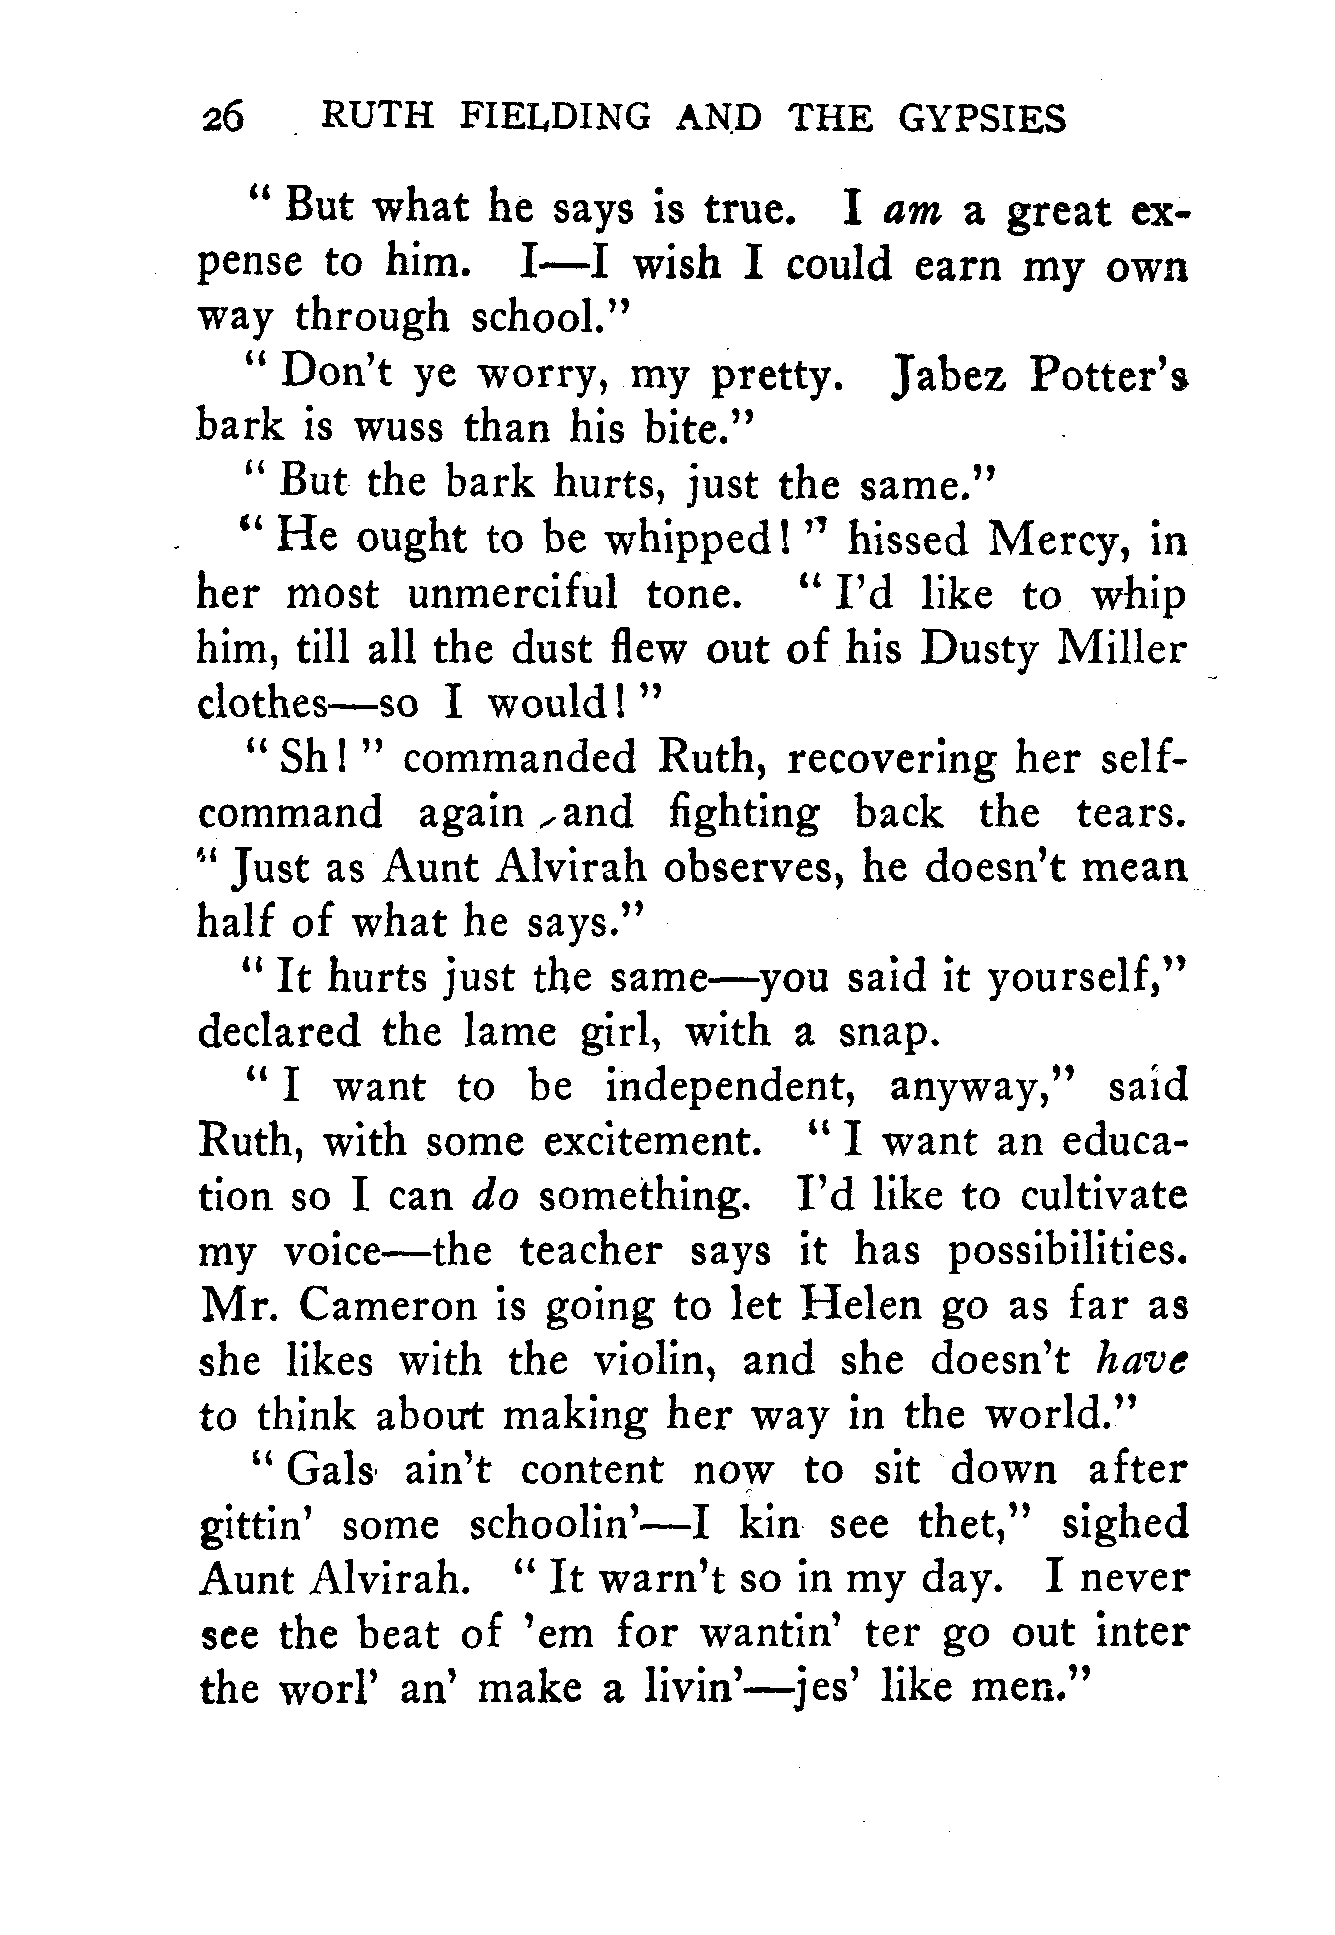 26 RUTH FIELDING AND THE GYPSIES
“ But what he says is true. I am a great ex-
pense to him. I—I wish I could earn my own
way through school.”
“ Don’t ye worry, my pretty. Jabez Potter’s
bark is wuss than his bite.”
“ But the bark hurts, just the same.”
“ He ought to be whipped! ” hissed Mercy, in
her most unmerciful tone. “ I’d like to whip
him, till all the dust flew out of his Dusty Miller
clothes—so I would! ”
“ Sh! ” commanded Ruth, recovering her self-
command again and fighting back the tears.
“ Just as Aunt Alvirah observes, he doesn’t mean
half of what he says.”
“ It hurts just the same—you said it yourself,”
declared the lame girl, with a snap.
“ I want to be independent, anyway,” said
Ruth, with some excitement. “ I want an educa-
tion so I can do something. I’d like to cultivate
my voice—the teacher says it has possibilities.
Mr. Cameron is going to let Helen go as far as
she likes with the violin, and she doesn’t have
to think about making her way in the world.”
“ Gals ain’t content now to sit down after
gittin’ some schoolin’—I kin see thet,” sighed
Aunt Alvirah. “ It warn’t so in my day. I never
see the beat of ’em for wantin’ ter go out inter
the worl’ an’ make a livin’—jes’ like men.”